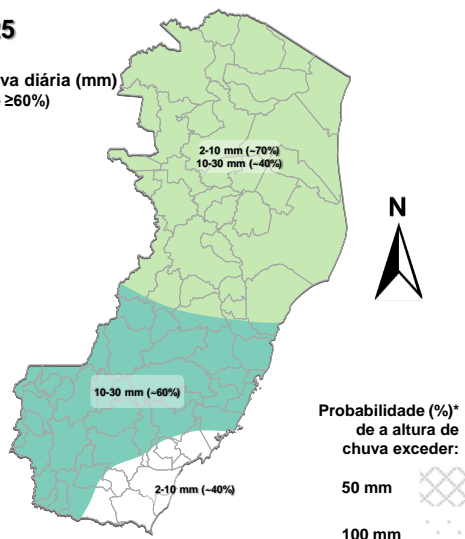 25
va diária (mm)
≥60%)
2-10 mm (~70%)
10-30 mm (~40%)
N
10-30 mm (~60%)
Probabilidade (%)*
de a altura de
chuva exceder:
2-10 mm (~40%)
50 mm
100 mm